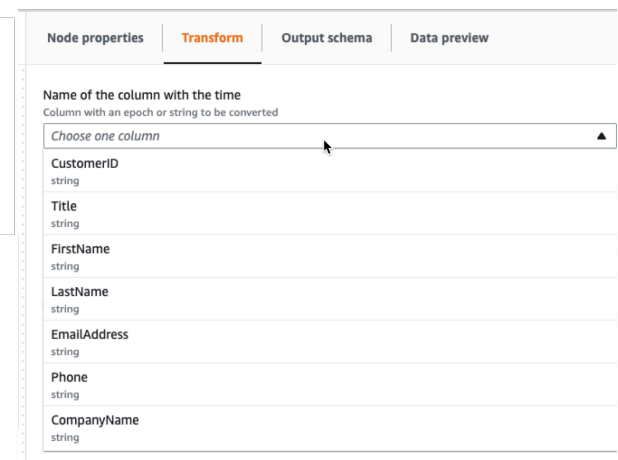 Node properties
Transform
Output schema
Data preview
Name of the column with the time
Column with an epoch or string to be converted
Choose one column
CustomerID
string
Title
string
FirstName
string
LastName
string
EmailAddress
string
Phone
string
CompanyName
string